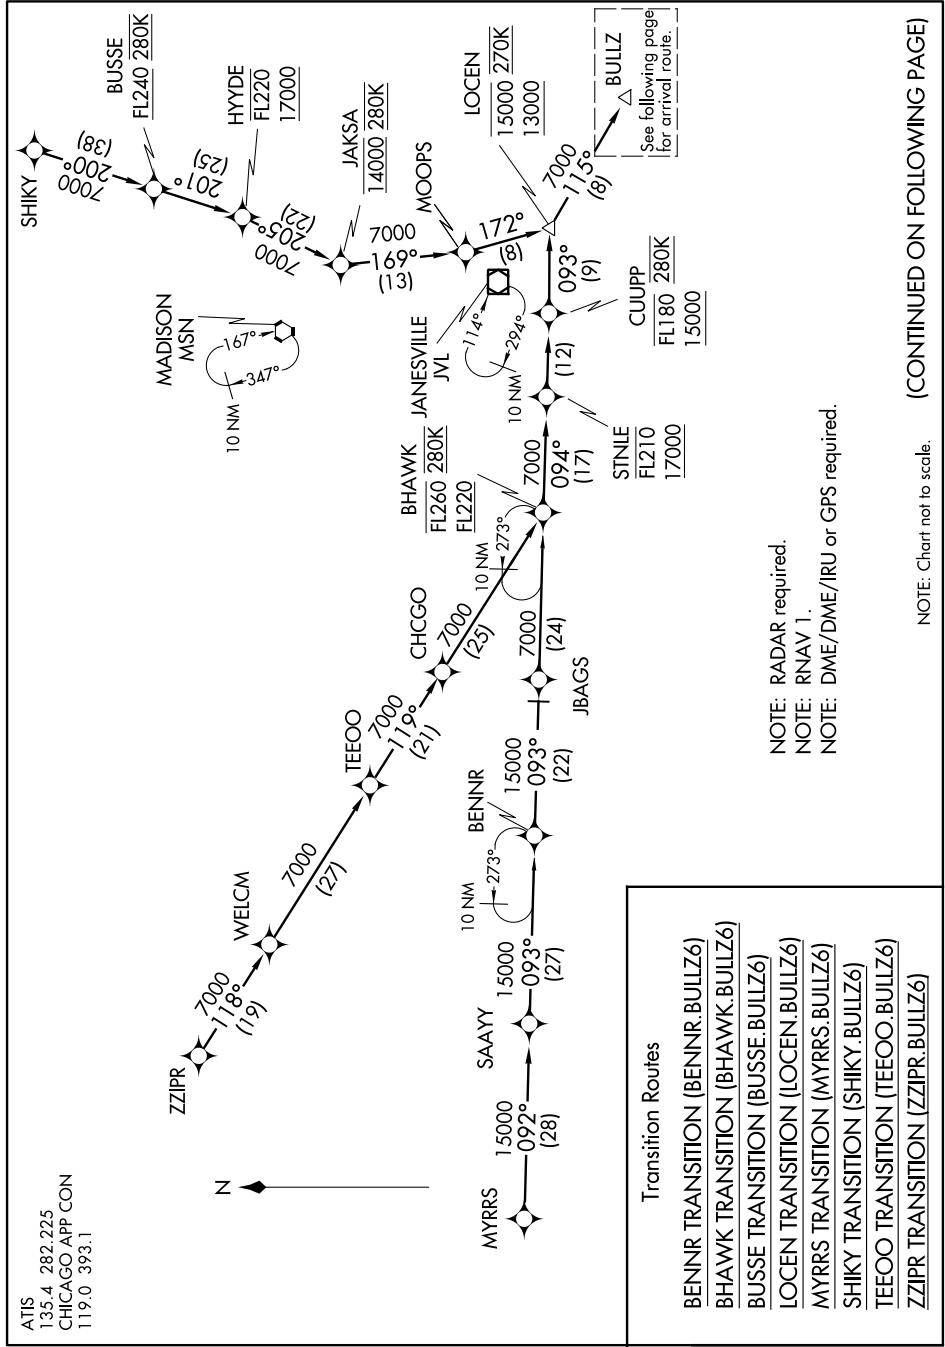 ATIS
135.4 282.225
CHICAGO APP CON
119.0 393.1
N
SHIKY
7000
200°
(38)
BUSSE
FL240 280K
201°
(25)
HYYDE
FL220
17000
7000
205°
(22)
JAKSA
14000 280K
7000
169°
(13)
MOOPS
172°
(8)
LOCEN
15000 270K
13000
7000
115°
(8)
BULLZ
See following page
for arrival route.
MADISON
MSN
167°
347°
10 NM
JANESVILLE
JVL
114°
294°
10 NM
ZZIPR
7000
118°
(19)
WELCM
7000
(27)
TEEOO
7000
119°
(21)
CHCGO
7000
(25)
BHAWK
FL260 280K
FL220
10 NM
273°
7000
094°
(17)
STNLE
FL210
17000
(12)
CUUPP
FL180 280K
15000
093°
(9)
MYRRS
15000
092°
(28)
SAAYY
15000
093°
(27)
BENNR
10 NM
273°
15000
093°
(22)
JBAGS
7000
(24)
NOTE: RADAR required.
NOTE: RNAV 1.
NOTE: DME/DME/IRU or GPS required.
Transition Routes
BENNR TRANSITION (BENNR.BULLZ6)
BHAWK TRANSITION (BHAWK.BULLZ6)
BUSSE TRANSITION (BUSSE.BULLZ6)
LOCEN TRANSITION (LOCEN.BULLZ6)
MYRRS TRANSITION (MYRRS.BULLZ6)
SHIKY TRANSITION (SHIKY.BULLZ6)
TEEOO TRANSITION (TEEOO.BULLZ6)
ZZIPR TRANSITION (ZZIPR.BULLZ6)
(CONTINUED ON FOLLOWING PAGE)
NOTE: Chart not to scale.